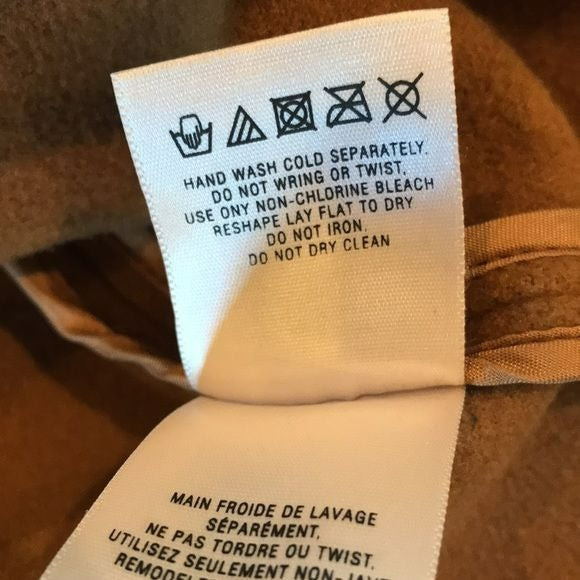 HAND WASH COLD SEPARATELY.
DO NOT WRING OR TWIST,
USE ONY NON-CHLORINE BLEACH
RESHAPE LAY FLAT TO DRY
DO NOT IRON.
DO NOT DRY CLEAN
MAIN FROIDE DE LAVAGE
SÉPARÉMENT,
NE PAS TORDRE OU TWIST,
UTILISEZ SEULEMENT NON-